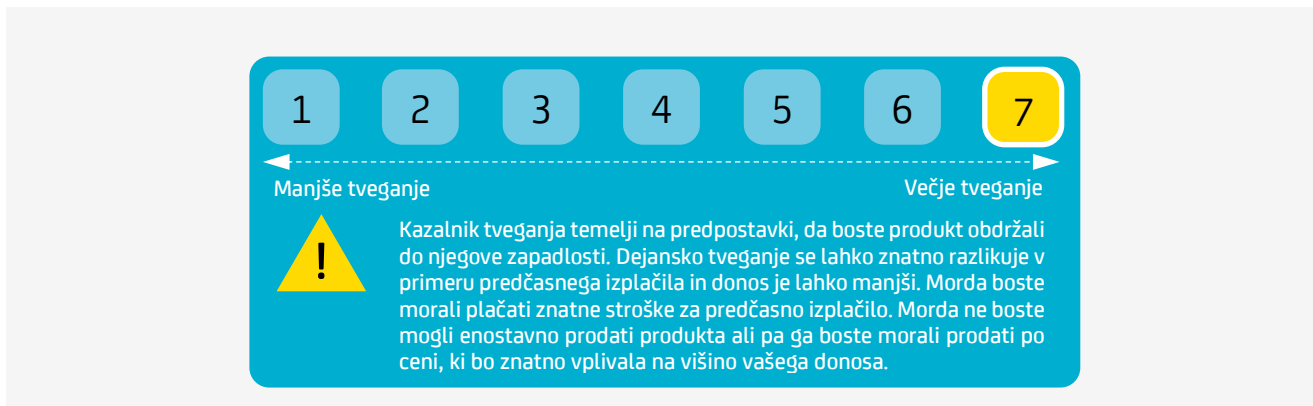 1 2 3 4 5 6 7
Manjše tveganje Večje tveganje
! Kazalnik tveganja temelji na predpostavki, da boste produkt obdržali
do njegove zapadlosti. Dejansko tveganje se lahko znatno razlikuje v
primeru predčasnega izplačila in donos je lahko manjši. Morda boste
morali plačati znatne stroške za predčasno izplačilo. Morda ne boste
mogli enostavno prodati produkta ali pa ga boste morali prodati po
ceni, ki bo znatno vplivala na višino vašega donosa.